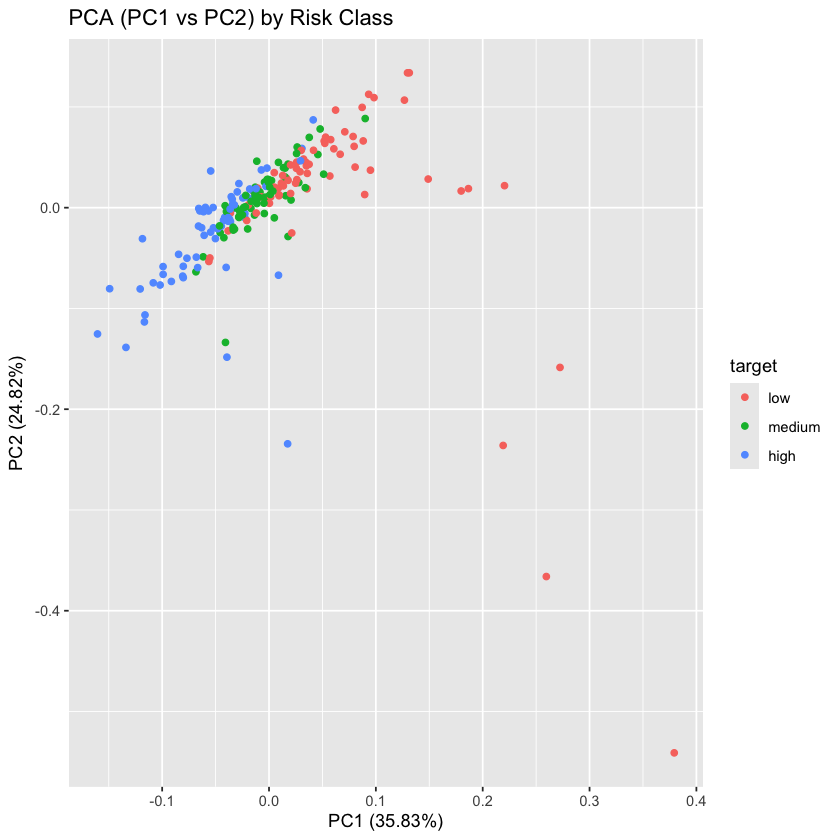 PCA (PC1 vs PC2) by Risk Class
0.0
-0.2
-0.4
PC2 (24.82%)
-0.1
0.0
0.1
0.2
0.3
0.4
PC1 (35.83%)
target
low
medium
high